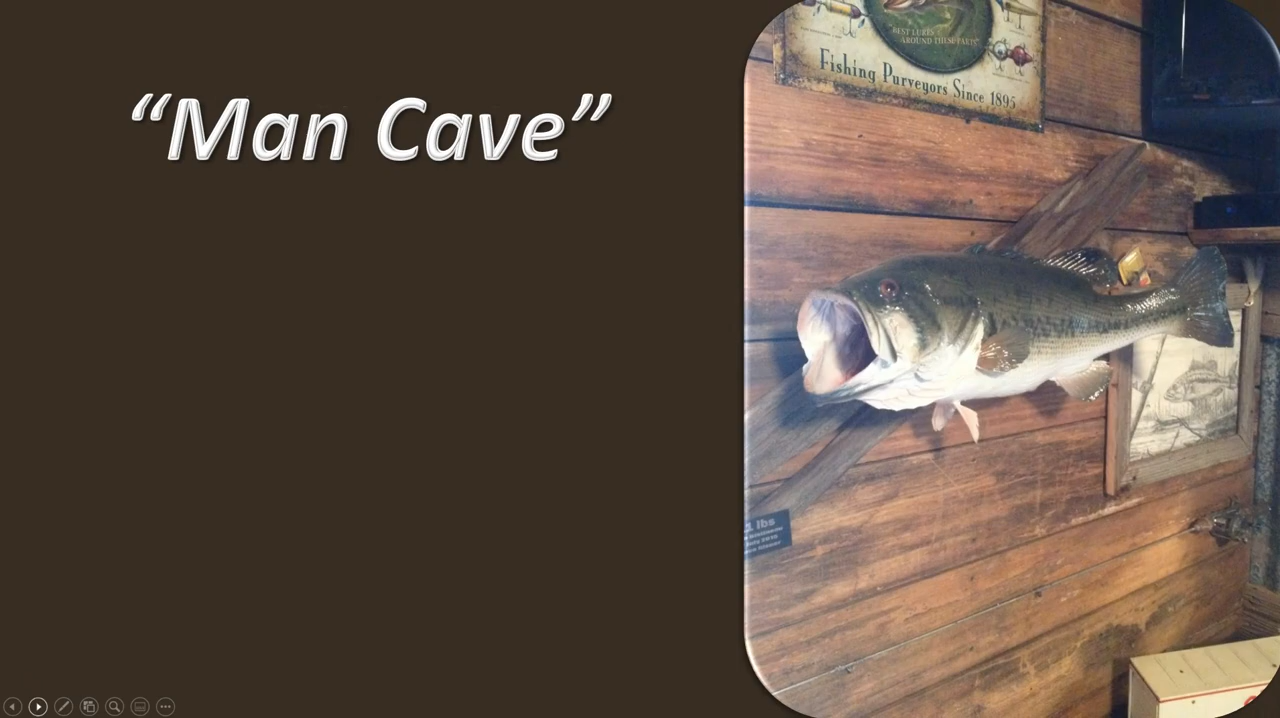 “Man Cave”
"BEST LURES
AROUND THESE PARTS"
Fishing Purveyors Since 1895
lbs